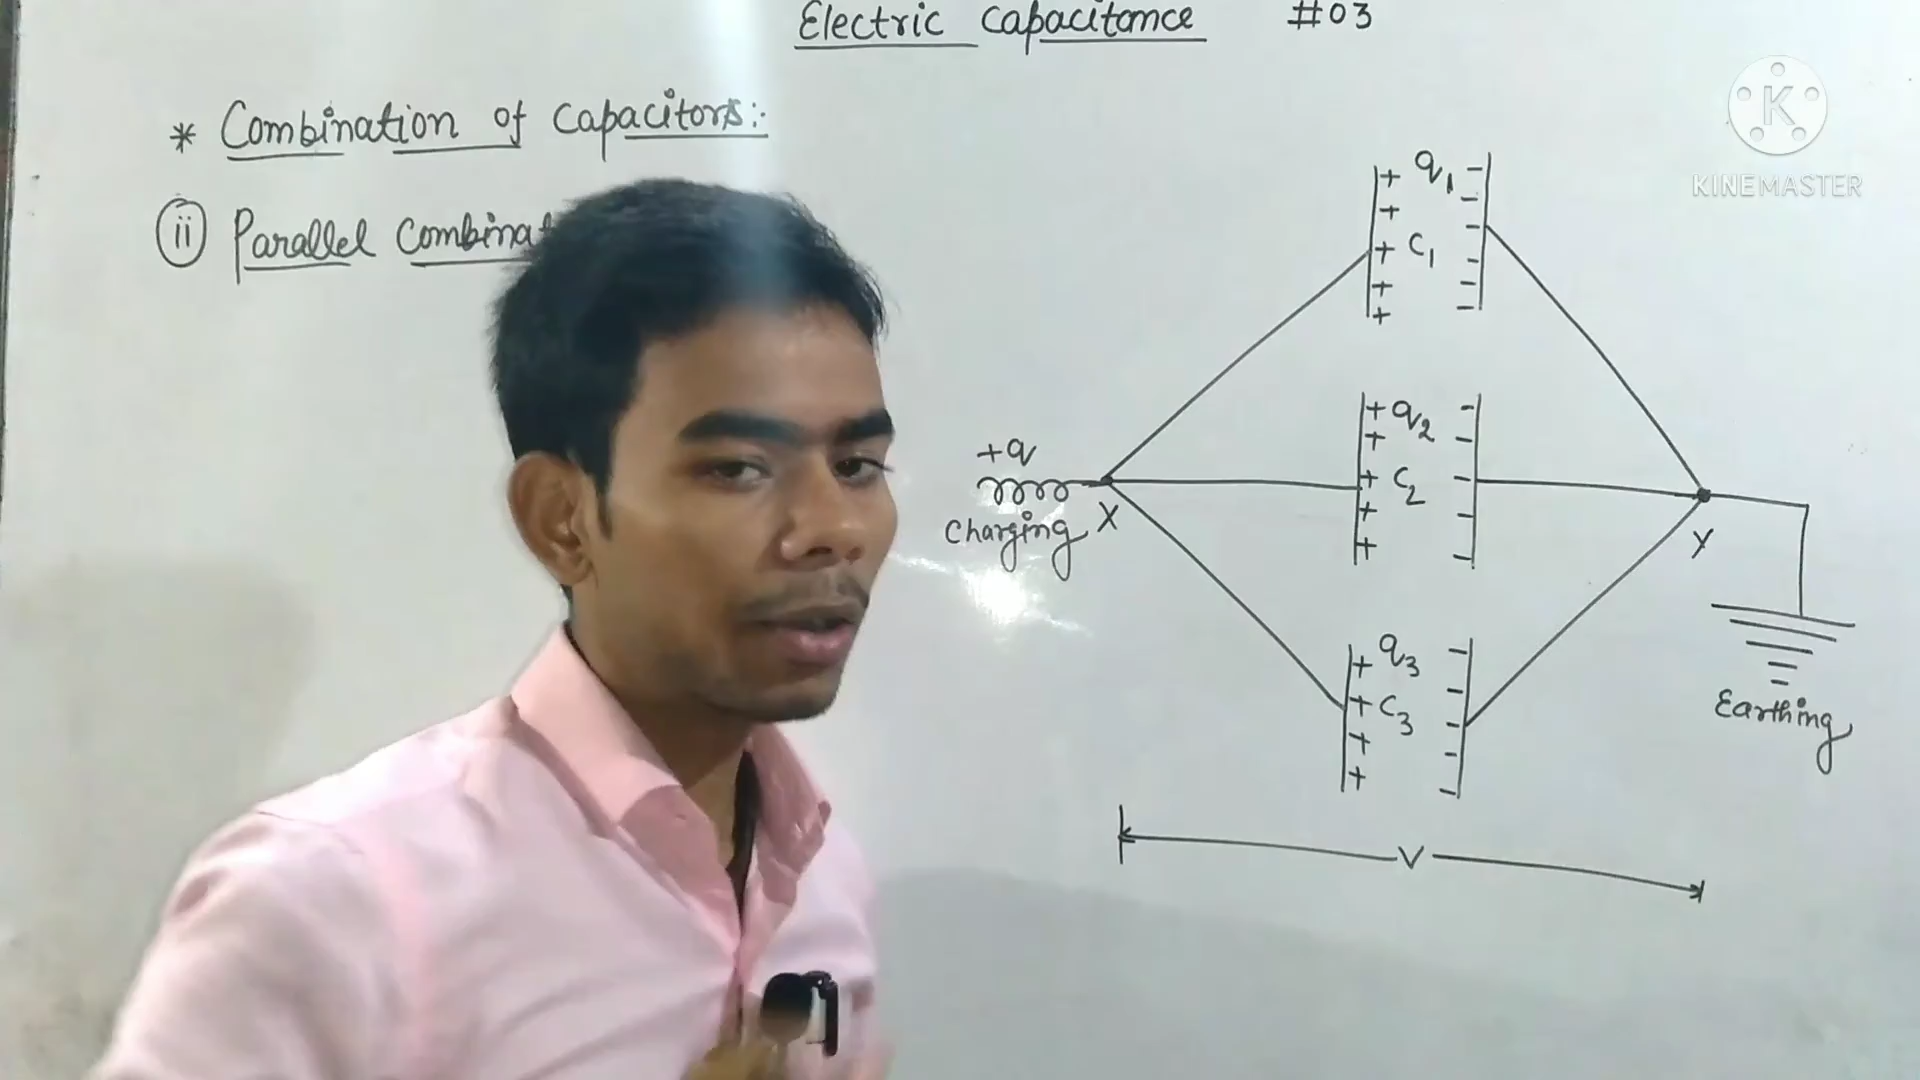 Electric Capacitance #03
* Combination of Capacitors:-
(ii) Parallel
K
KINEMASTER
q1
C1
+q
Charging
X
q2
C2
Y
q3
C3
Earthing
V